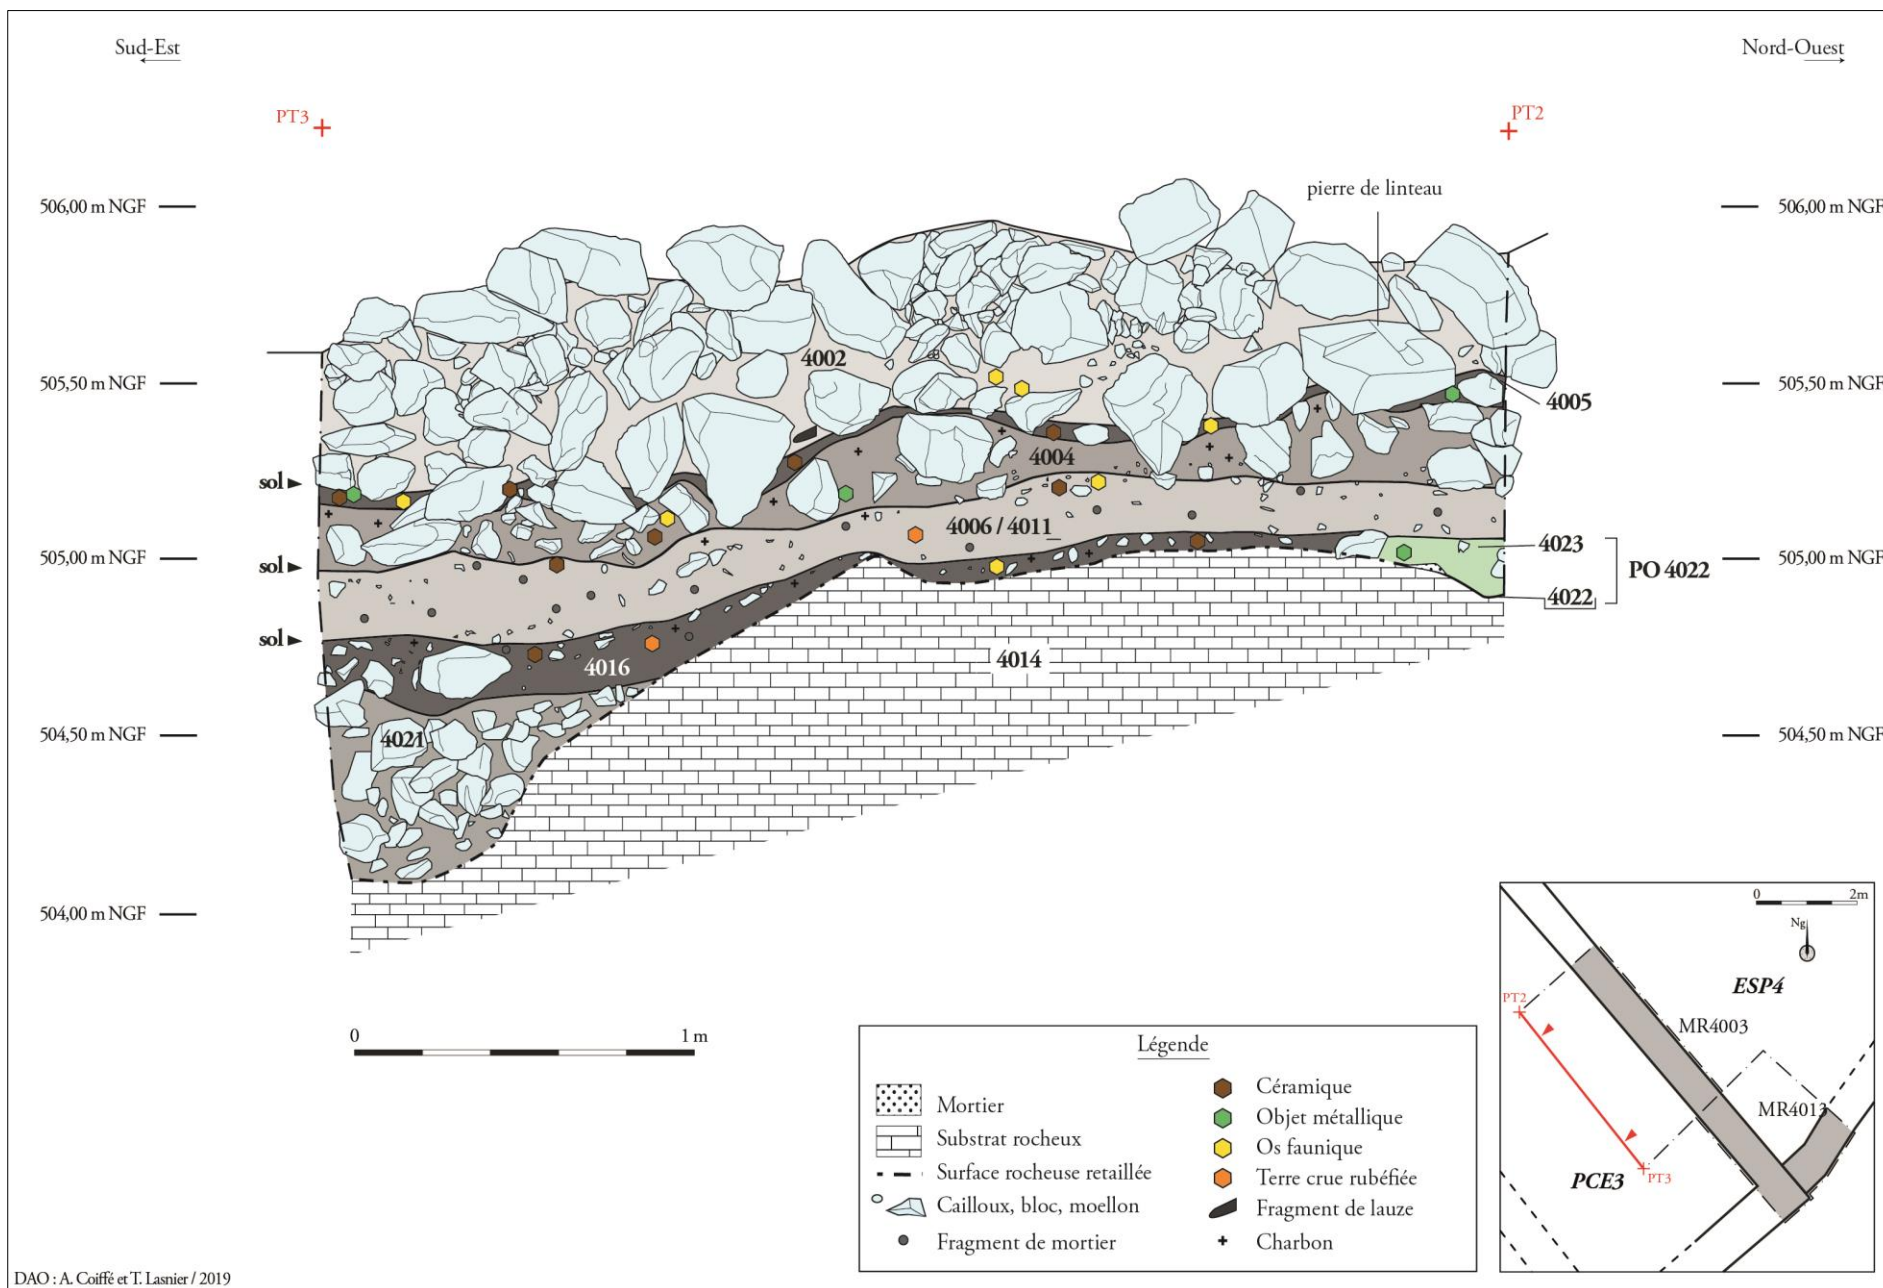 Sud-Est
Nord-Ouest
PT3
PT2
pierre de linteau
506,00 m NGF
506,00 m NGF
4002
505,50 m NGF
505,50 m NGF
4005
4004
sol
4006 / 4011
4023
505,00 m NGF
505,00 m NGF
sol
PO 4022
4022
sol
4016
4014
4021
504,50 m NGF
504,50 m NGF
504,00 m NGF
0 1 m
Légende
Mortier
Substrat rocheux
Surface rocheuse retaillée
Cailloux, bloc, moellon
Fragment de mortier
Céramique
Objet métallique
Os faunique
Terre crue rubéfiée
Fragment de lauze
Charbon
0 2m
Ng
ESP4
PT2
MR4003
MR4013
PCE3
PT3
DAO : A. Coiffé et T. Lasnier / 2019